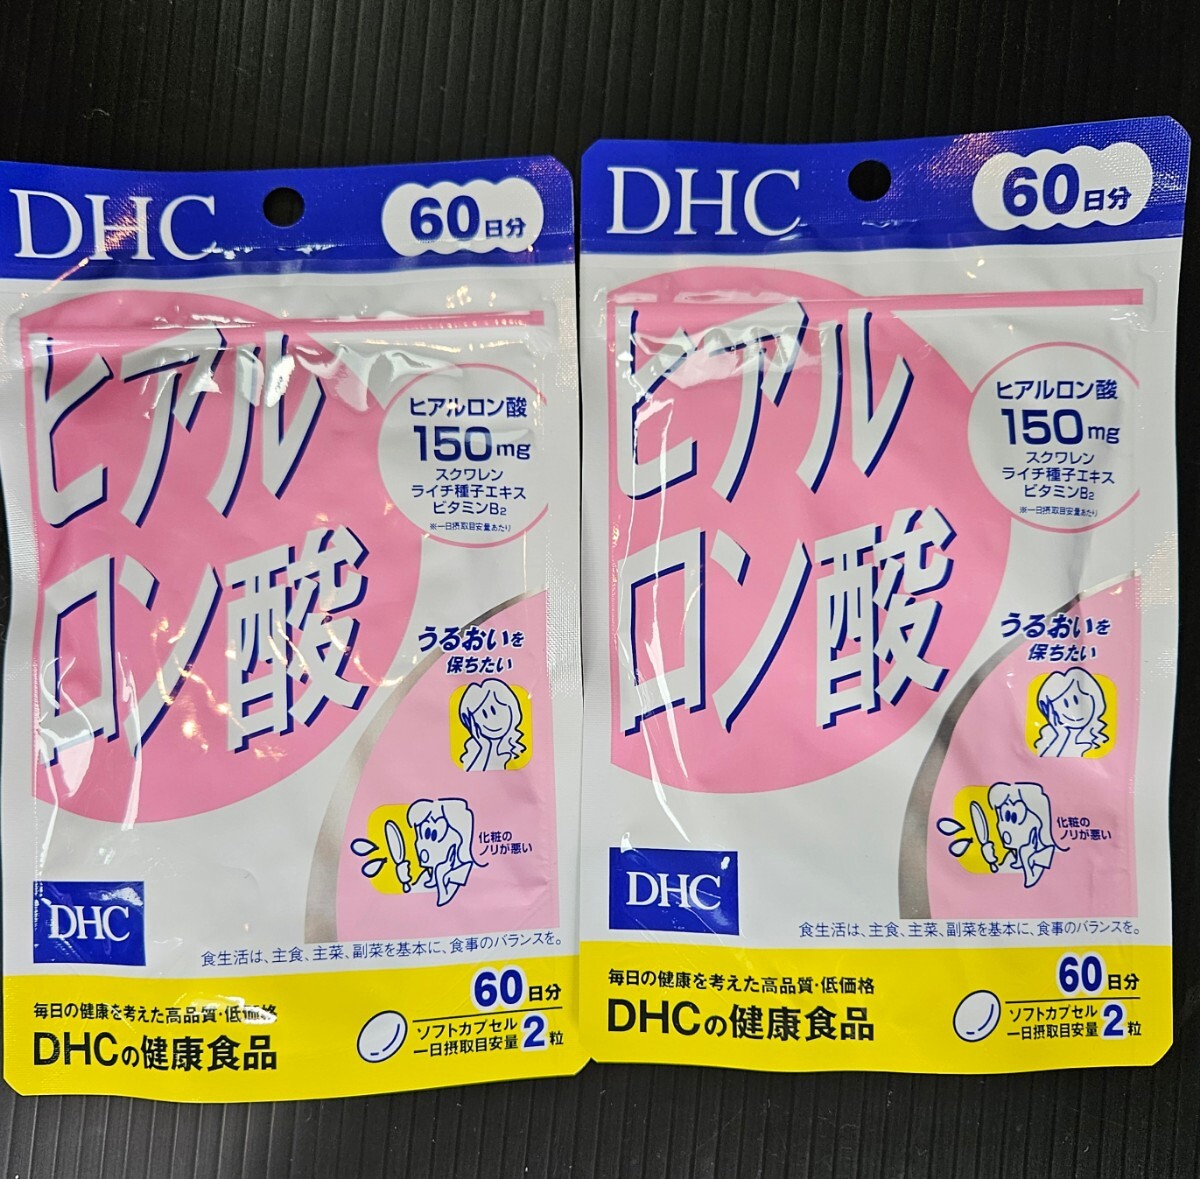 DHC
60日分
ヒアル
ロン酸
ヒアルロン酸
150mg
スクワレン
ライチ種子エキス
ビタミンB2
※一日摂取目安量あたり
うるおいを
保ちたい
化粧の
ノリが悪い
DHC
食生活は、主食、主菜、副菜を基本に、食事のバランスを。
毎日の健康を考えた高品質・低価格
DHCの健康食品
60日分
ソフトカプセル
一日摂取目安量 2粒
DHC
60日分
ヒアル
ロン酸
ヒアルロン酸
150mg
スクワレン
ライチ種子エキス
ビタミンB2
※一日摂取目安量あたり
うるおいを
保ちたい
化粧の
ノリが悪い
DHC
食生活は、主食、主菜、副菜を基本に、食事のバランスを。
毎日の健康を考えた高品質・低価格
DHCの健康食品
60日分
ソフトカプセル
一日摂取目安量 2粒